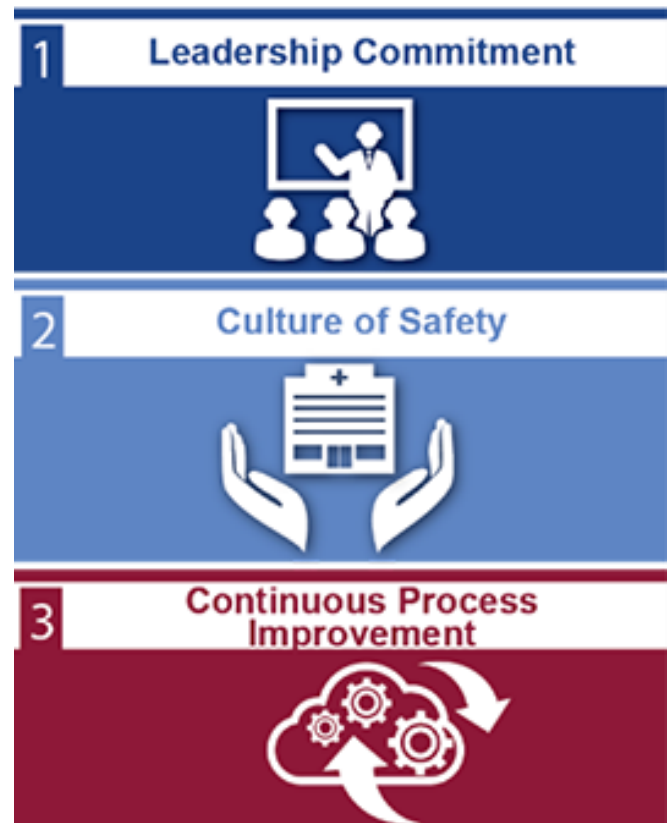 1
Leadership Commitment
2
Culture of Safety
3
Continuous Process
Improvement